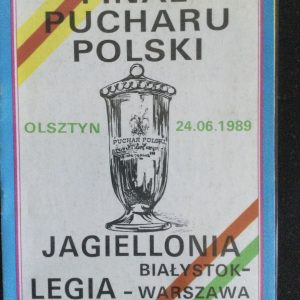 FINAŁ
PUCHARU
POLSKI
OLSZTYN 24.06.1989
PUCHAR POLSKI
JAGIELLONIA
BIAŁYSTOK-
LEGIA - WARSZAWA